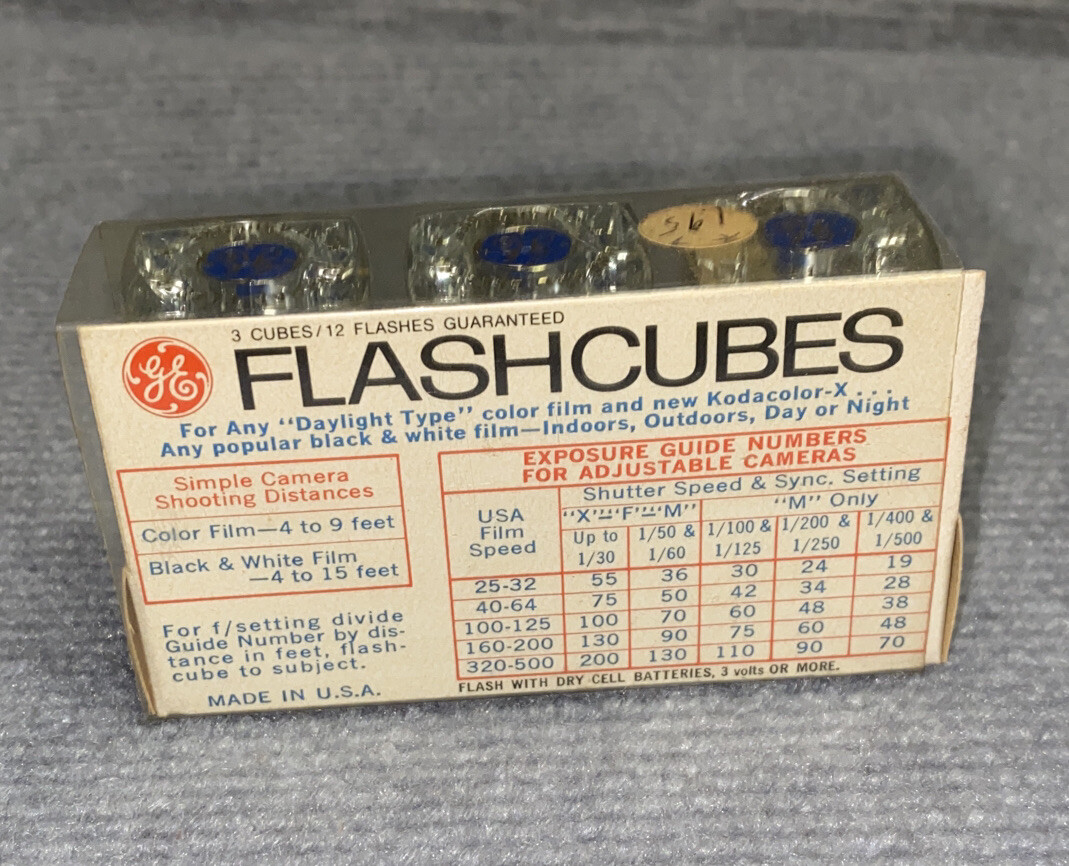 3 CUBES/12 FLASHES GUARANTEED
GE
FLASHCUBES
For Any “Daylight Type” color film and new Kodacolor-X...
Any popular black & white film—Indoors, Outdoors, Day or Night
Simple Camera
Shooting Distances
Color Film—4 to 9 feet
Black & White Film
—4 to 15 feet
For f/setting divide
Guide Number by dis-
tance in feet, flash-
cube to subject.
MADE IN U.S.A.
EXPOSURE GUIDE NUMBERS
FOR ADJUSTABLE CAMERAS
Shutter Speed & Sync. Setting
USA Film Speed
“X”—“F”—“M”
“M” Only
Up to 1/30
1/50 & 1/60
1/100 & 1/125
1/200 & 1/250
1/400 & 1/500
25-32 55 36 30 24 19
40-64 75 50 42 34 28
100-125 100 70 60 48 38
160-200 130 90 75 60 48
320-500 200 130 110 90 70
FLASH WITH DRY CELL BATTERIES, 3 volts OR MORE.